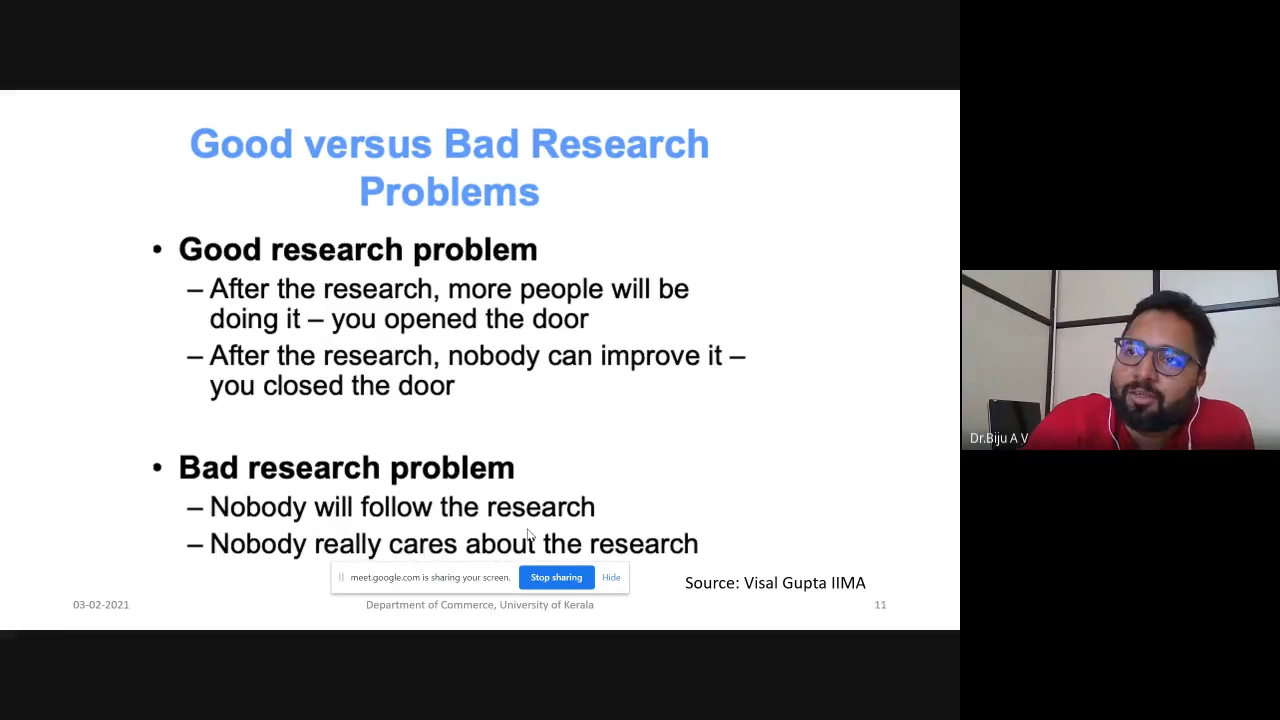 Good versus Bad Research
Problems
• Good research problem
– After the research, more people will be
doing it – you opened the door
– After the research, nobody can improve it –
you closed the door
• Bad research problem
– Nobody will follow the research
– Nobody really cares about the research
meet.google.com is sharing your screen.
Stop sharing
Hide
Source: Visal Gupta IIMA
03-02-2021
Department of Commerce, University of Kerala
11
Dr.Biju A V